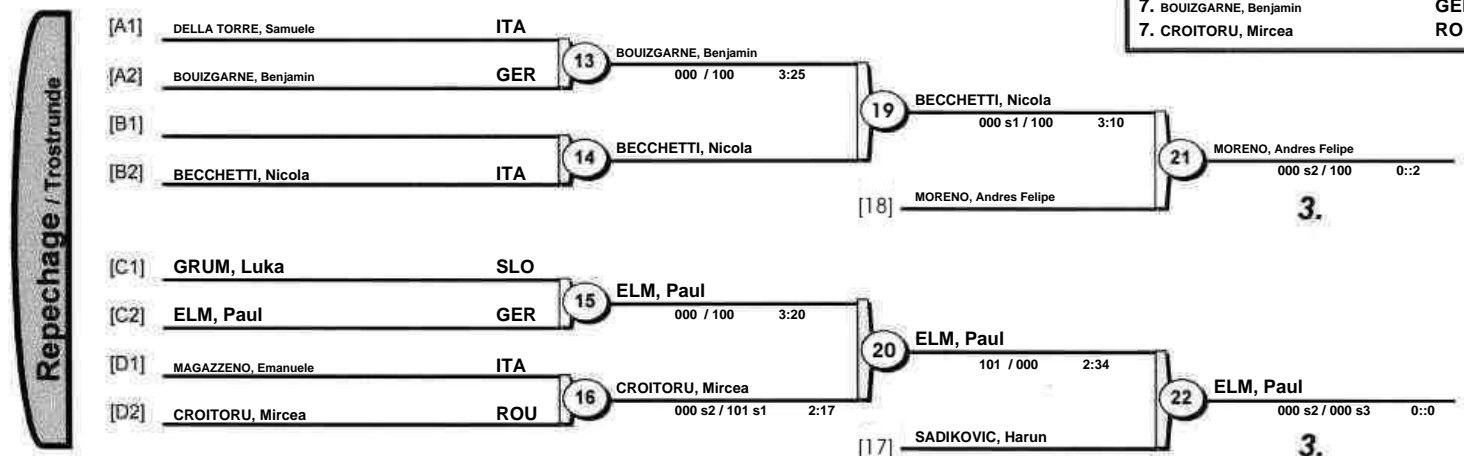 7. BOUIZGARNE, Benjamin GE
7. CROITORU, Mircea RO
Repechage / Trostrunde
[A1] DELLA TORRE, Samuele ITA
13 BOUIZGARNE, Benjamin
[A2] BOUIZGARNE, Benjamin GER
000 / 100 3:25
19 BECCHETTI, Nicola
000 s1 / 100 3:10
[B1]
14 BECCHETTI, Nicola
[B2] BECCHETTI, Nicola ITA
21 MORENO, Andres Felipe
000 s2 / 100 0::2
[18] MORENO, Andres Felipe
3.
[C1] GRUM, Luka SLO
15 ELM, Paul
[C2] ELM, Paul GER
000 / 100 3:20
20 ELM, Paul
101 / 000 2:34
[D1] MAGAZZENO, Emanuele ITA
16 CROITORU, Mircea
000 s2 / 101 s1 2:17
[D2] CROITORU, Mircea ROU
22 ELM, Paul
000 s2 / 000 s3 0::0
[17] SADIKOVIC, Harun
3.